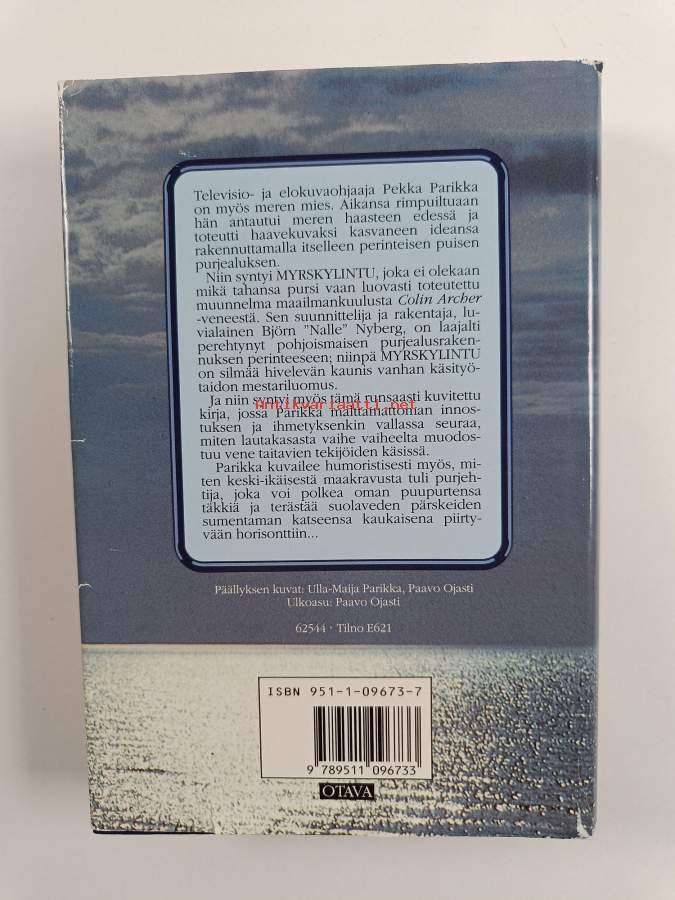 Televisio- ja elokuvaohjaaja Pekka Parikka
on myös meren mies. Aikansa rimpuiltuaan
hän antautui meren haasteen edessä ja
toteutti haavekuvaksi kasvaneen ideansa
rakennuttamalla itselleen perinteisen puisen
purjealuksen.
Niin syntyi MYRSKYLINTU, joka ei olekaan
mikä tahansa pursi vaan luovasti toteutettu
muunnelma maailmankuulusta Colin Archer
-veneestä. Sen suunnittelija ja rakentaja, lu-
vialainen Björn "Nalle" Nyberg, on laajalti
perehtynyt pohjoismaisen purjealusraken-
nuksen perinteeseen; niinpä MYRSKYLINTU
on silmää hivelevän kaunis vanhan käsityö-
taidon mestariluomus.
Ja niin syntyi myös tämä runsaasti kuvitettu
Antikvariaatti.net
kirja, jossa Parikka malttamattoman innos-
tuksen ja ihmetyksenkin vallassa seuraa,
miten lautakasasta vaihe vaiheelta muodos-
tuu vene taitavien tekijöiden käsissä.
Parikka kuvailee humoristisesti myös, mi-
ten keski-ikäisestä maakravusta tuli purjeh-
tija, joka voi polkea oman puupurtensa
täkkiä ja terästää suolaveden pärskeiden
sumentaman katseensa kaukaisena piirty-
vään horisonttiin...
Päällyksen kuvat: Ulla-Maija Parikka, Paavo Ojasti
Ulkoasu: Paavo Ojasti
62544 · Tilno E621
ISBN 951-1-09673-7
9 789511 096733
OTAVA